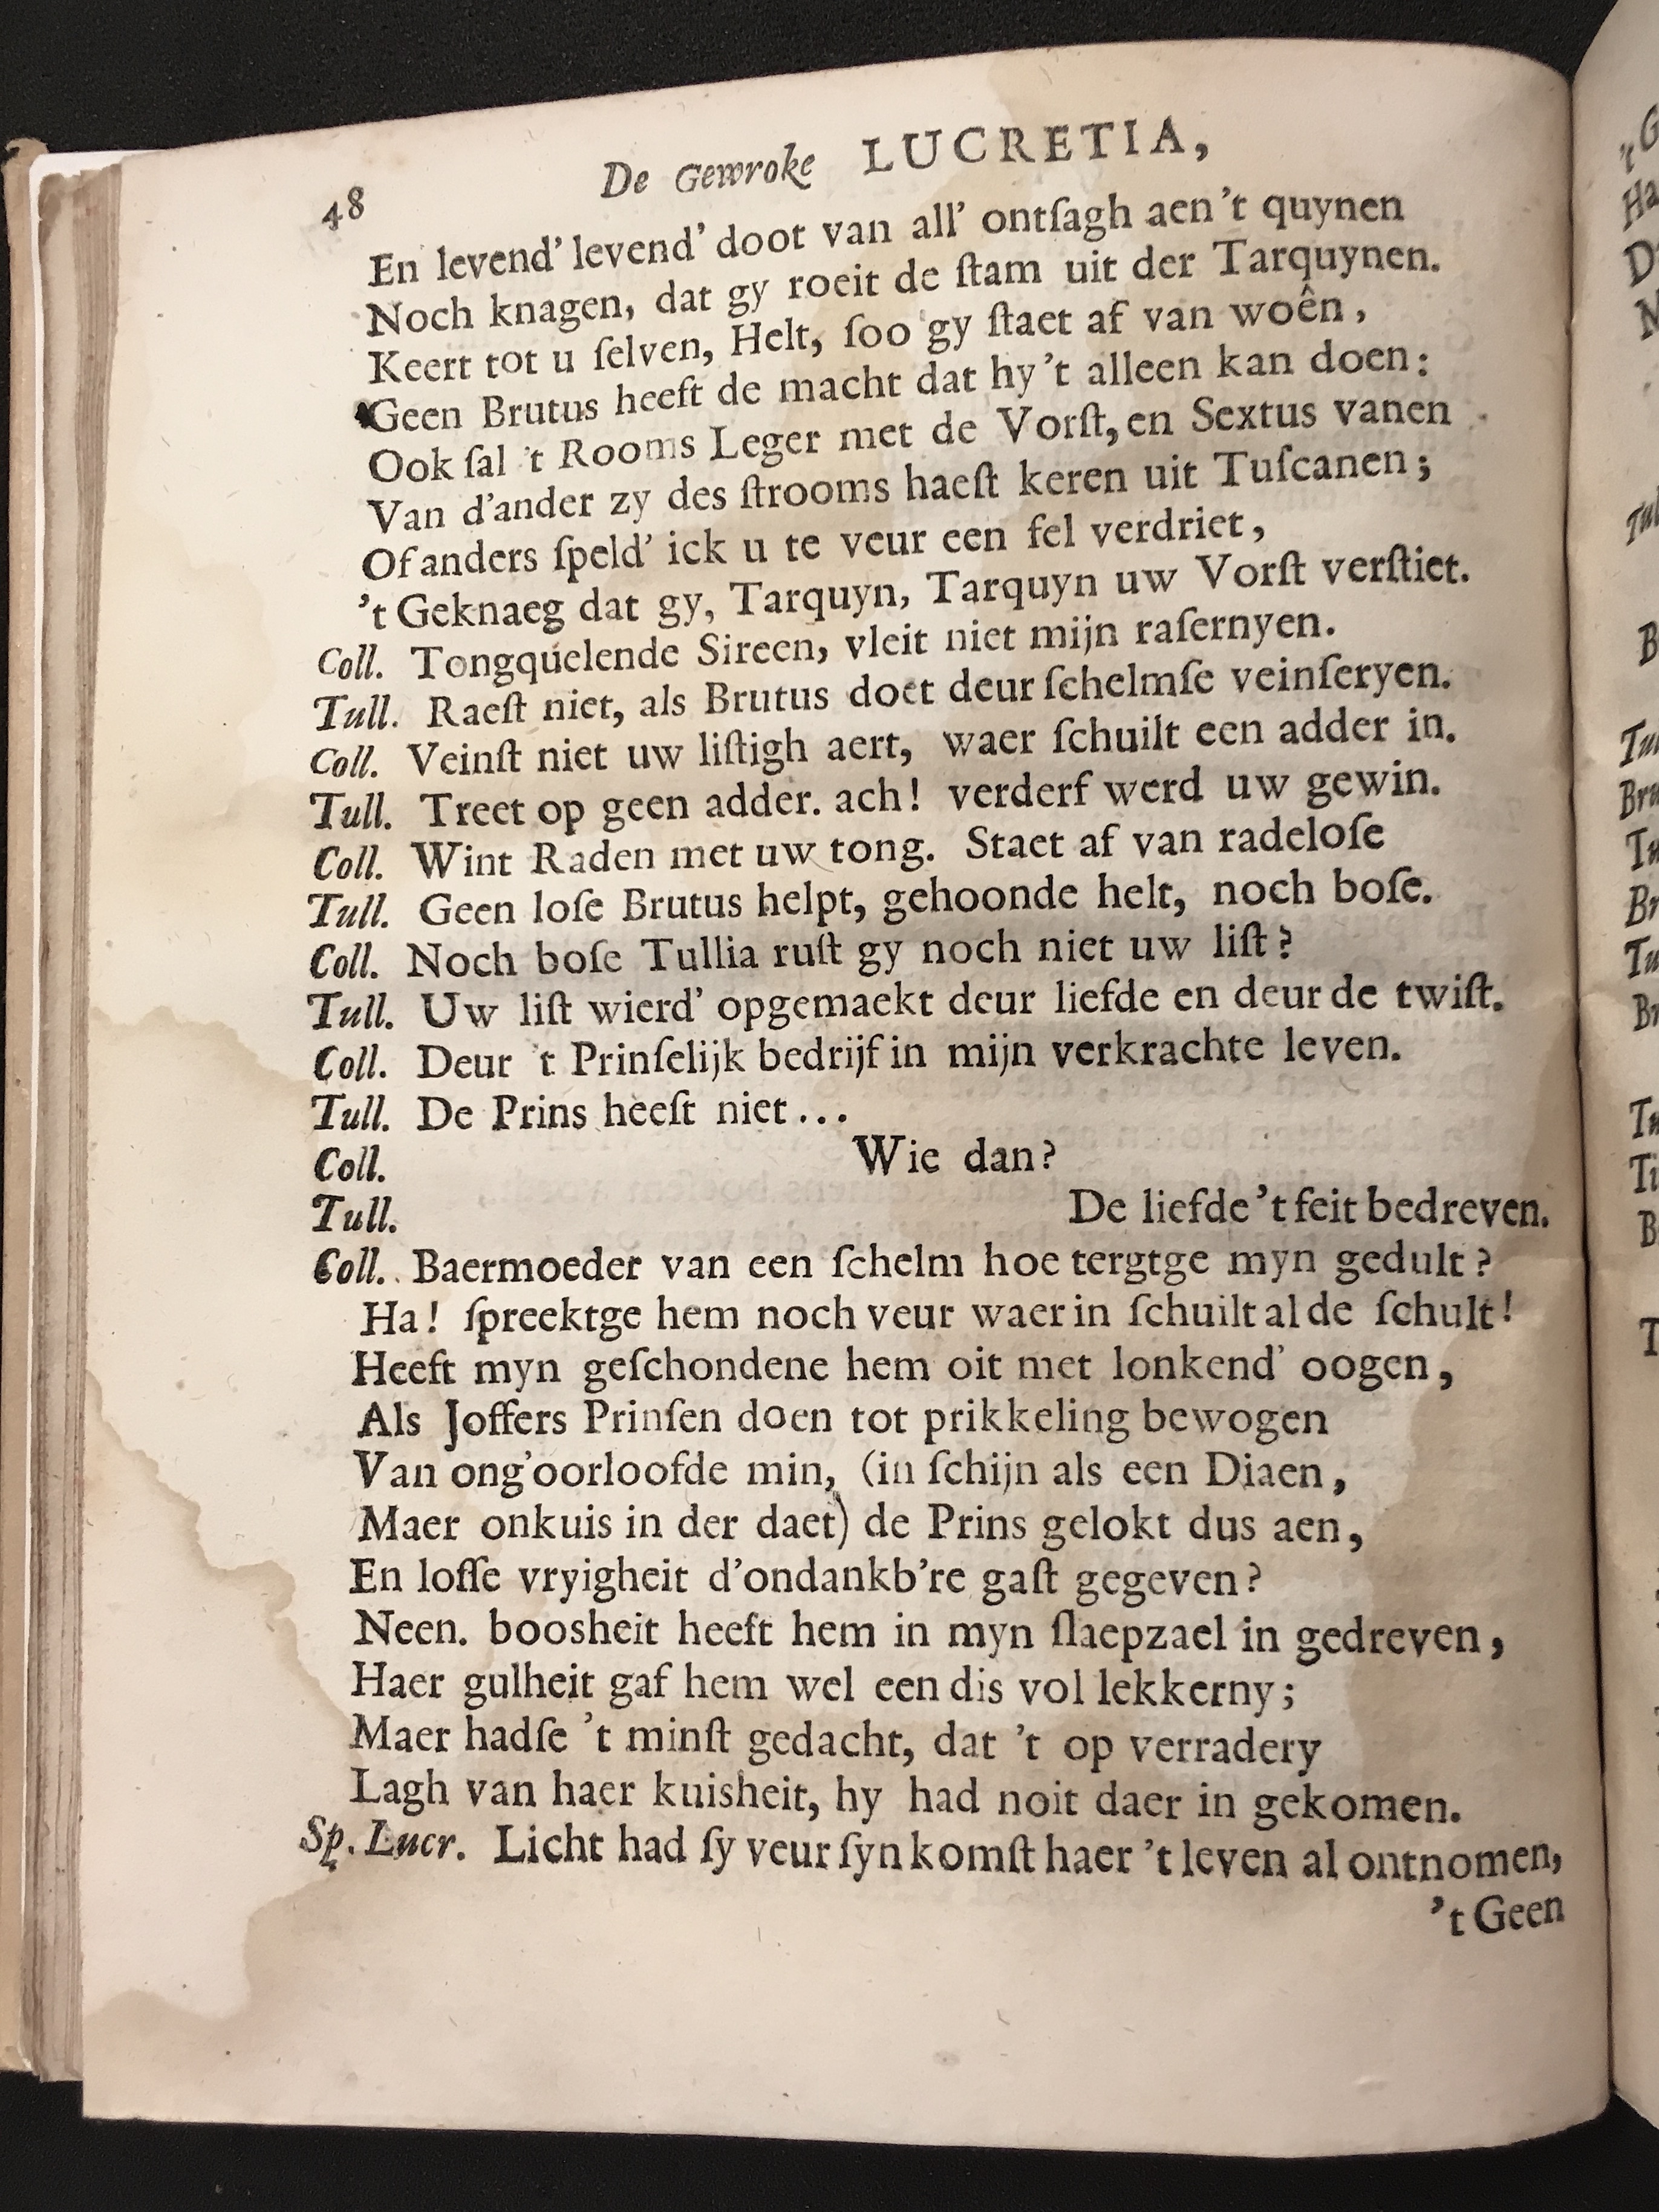 48 De Gewroke LUCRETIA,
En levend' levend' doot van all' ontſagh aen 't quynen
Noch knagen, dat gy roeit de ſtam uit der Tarquynen.
Keert tot u ſelven, Helt, ſoo gy ſtaet af van woên,
Geen Brutus heeft de macht dat hy 't alleen kan doen:
Ook ſal 't Rooms Leger met de Vorſt, en Sextus vanen
Van d'ander zy des ſtrooms haeſt keren uit Tuſcanen;
Of anders ſpeld' ick u te veur een fel verdriet,
't Geknaeg dat gy, Tarquyn, Tarquyn uw Vorſt verſtiet.
Coll. Tongquelende Sireen, vleit niet mijn raſernyen.
Tull. Raeſt niet, als Brutus doet deur ſchelmſe veinſeryen.
Coll. Veinſt niet uw liſtigh aert, waer ſchuilt een adder in.
Tull. Treet op geen adder. ach! verderf werd uw gewin.
Coll. Wint Raden met uw tong. Staet af van radeloſe
Tull. Geen loſe Brutus helpt, gehoonde helt, noch boſe.
Coll. Noch boſe Tullia ruſt gy noch niet uw liſt?
Tull. Uw liſt wierd' opgemaekt deur liefde en deur de twiſt.
Coll. Deur 't Prinſelijk bedrijf in mijn verkrachte leven.
Tull. De Prins heeft niet...
Coll. Wie dan?
Tull. De liefde 't feit bedreven.
Coll. Baermoeder van een ſchelm hoe tergtge myn gedult?
Ha! ſpreektge hem noch veur waer in ſchuilt al de ſchult!
Heeft myn geſchondene hem oit met lonkend' oogen,
Als Joffers Prinſen doen tot prikkeling bewogen
Van ong'oorloofde min, (in ſchijn als een Diaen,
Maer onkuis in der daet) de Prins gelokt dus aen,
En loſſe vryigheit d'ondankb're gaſt gegeven?
Neen. boosheit heeft hem in myn ſlaepzael in gedreven,
Haer gulheit gaf hem wel een dis vol lekkerny;
Maer hadſe 't minſt gedacht, dat 't op verradery
Lagh van haer kuisheit, hy had noit daer in gekomen.
Sp. Lucr. Licht had ſy veur ſyn komſt haer 't leven al ontnomen,
't Geen